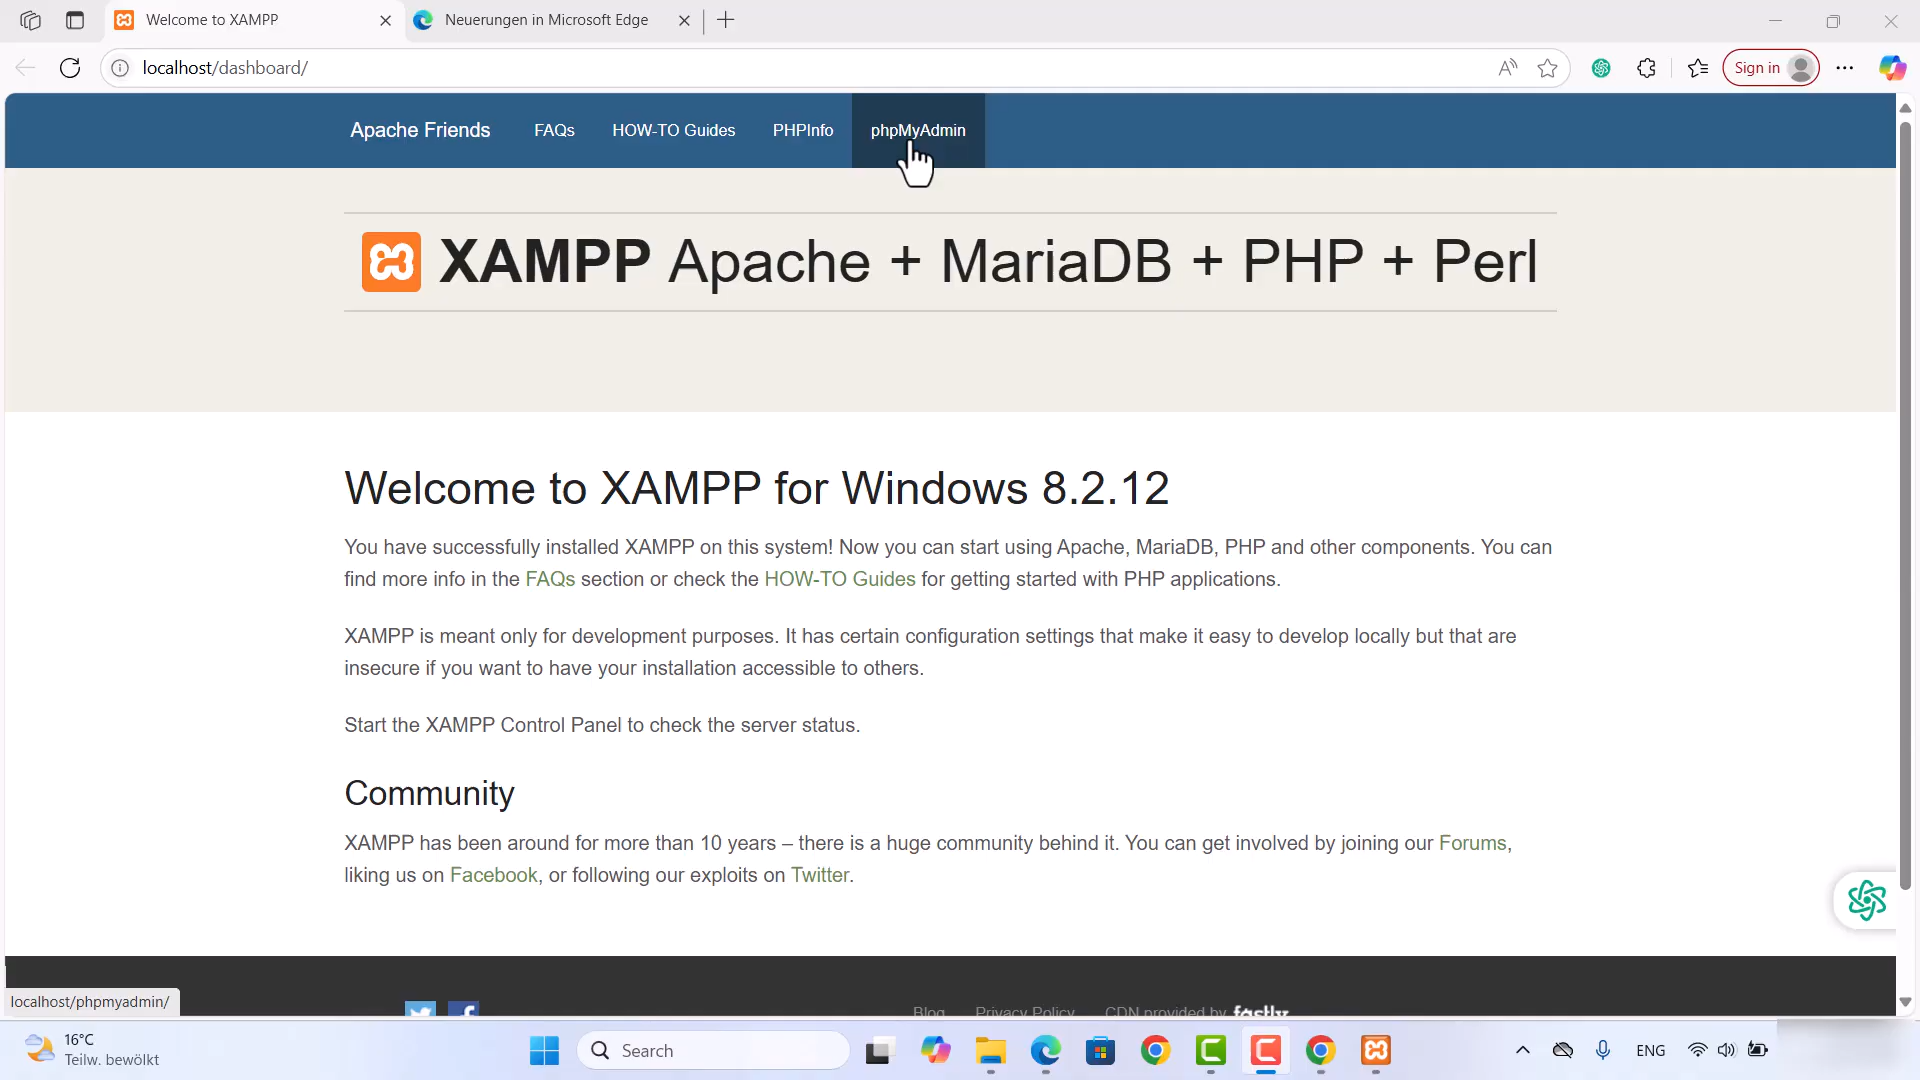 Welcome to XAMPP
Neuerungen in Microsoft Edge
localhost/dashboard/
Sign in
Apache Friends
FAQs
HOW-TO Guides
PHPInfo
phpMyAdmin
XAMPP Apache + MariaDB + PHP + Perl
Welcome to XAMPP for Windows 8.2.12
You have successfully installed XAMPP on this system! Now you can start using Apache, MariaDB, PHP and other components. You can
find more info in the FAQs section or check the HOW-TO Guides for getting started with PHP applications.
XAMPP is meant only for development purposes. It has certain configuration settings that make it easy to develop locally but that are
insecure if you want to have your installation accessible to others.
Start the XAMPP Control Panel to check the server status.
Community
XAMPP has been around for more than 10 years – there is a huge community behind it. You can get involved by joining our Forums,
liking us on Facebook, or following our exploits on Twitter.
localhost/phpmyadmin/
Blog
Privacy Policy
CDN provided by fastly
16°C
Teilw. bewölkt
Search
ENG